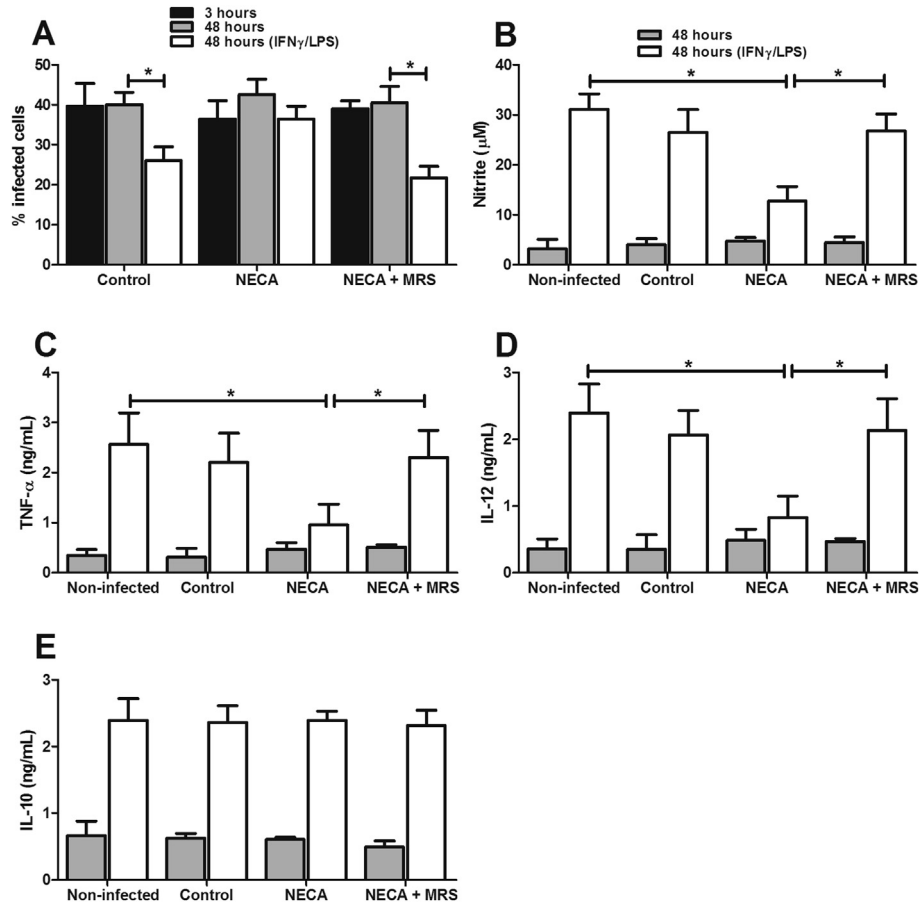 A
3 hours
48 hours
48 hours (IFNγ/LPS)
*
*
50
40
30
20
10
0
% infected cells
Control
NECA
NECA + MRS
B
48 hours
48 hours (IFNγ/LPS)
*
*
40
30
20
10
0
Nitrite (μM)
Non-infected
Control
NECA
NECA + MRS
C
*
*
4
3
2
1
0
TNF-α (ng/mL)
Non-infected
Control
NECA
NECA + MRS
D
*
*
3
2
1
0
IL-12 (ng/mL)
Non-infected
Control
NECA
NECA + MRS
E
3
2
1
0
IL-10 (ng/mL)
Non-infected
Control
NECA
NECA + MRS